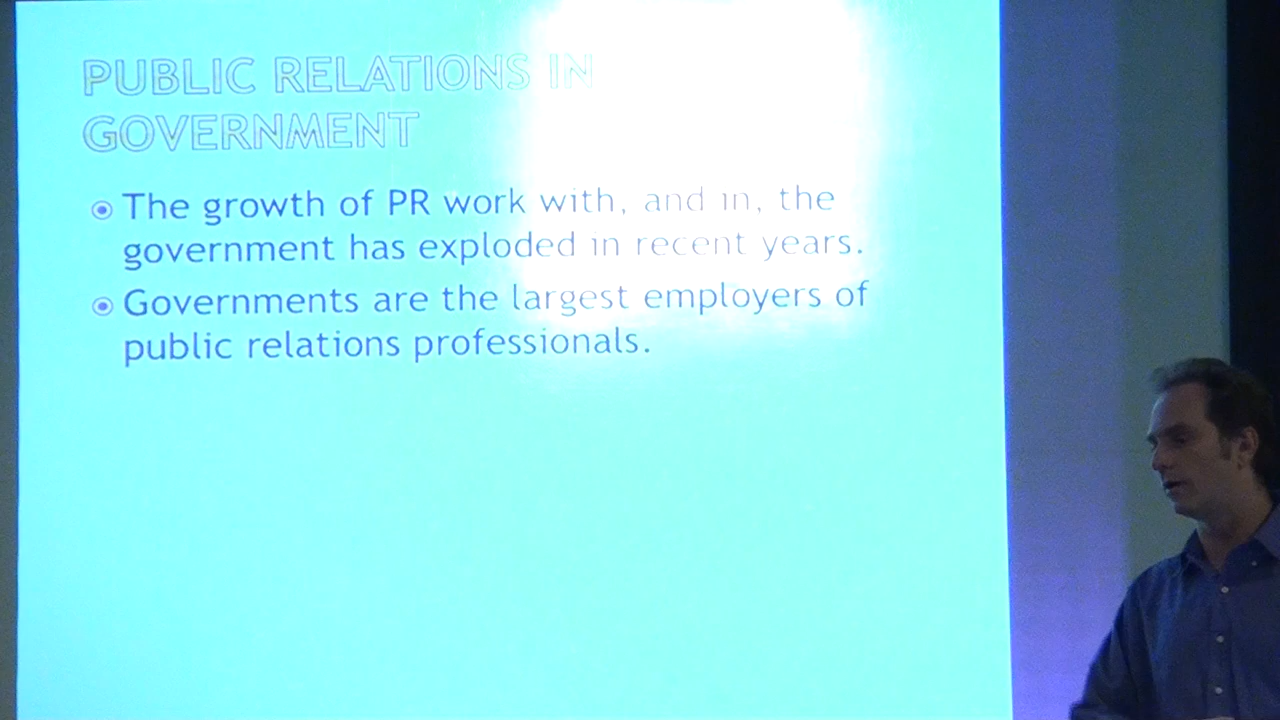 PUBLIC RELATIONS IN
GOVERNMENT
The growth of PR work with, and in, the
government has exploded in recent years.
Governments are the largest employers of
public relations professionals.